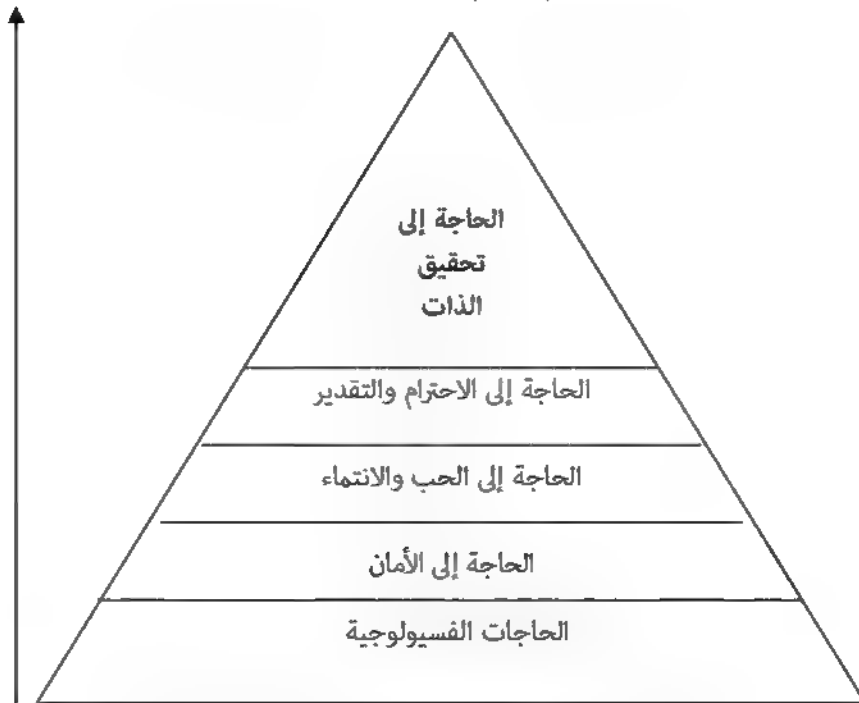 الحاجة إلى
تحقيق
الذات
الحاجة إلى الاحترام والتقدير
الحاجة إلى الحب والانتماء
الحاجة إلى الأمان
الحاجات الفسيولوجية